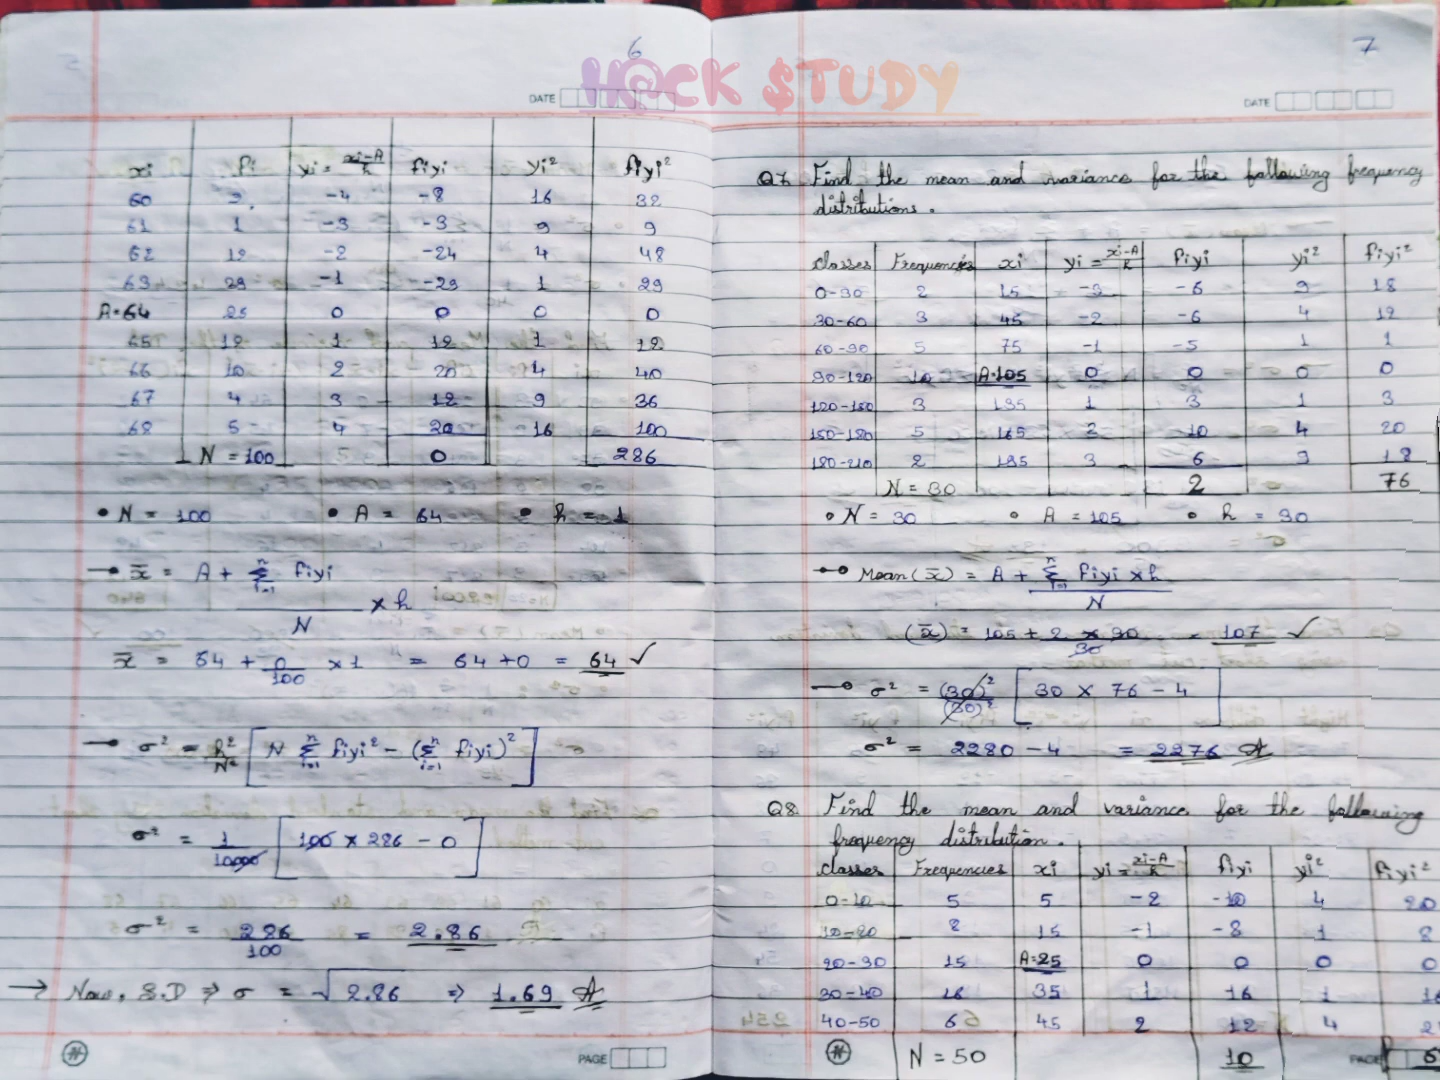 6
H@CK $TUDY
DATE
xi fi yi = xi-A/h fiyi yi² fiyi²
60 2 -4 -8 16 32
61 1 -3 -3 9 9
62 12 -2 -24 4 48
63 29 -1 -29 1 29
A=64 25 0 0 0 0
65 12 1 12 1 12
66 10 2 20 4 40
67 4 3 12 9 36
68 5 4 20 16 100
N = 100 0 286
• N = 100 • A = 64 • h = 1
x̄ = A + Σⁿᵢ₌₁ fiyi / N × h
x̄ = 64 + 0/100 × 1 = 64 + 0 = 64 ✓
σ² = h²/N² [N Σⁿᵢ₌₁ fiyi² - (Σⁿᵢ₌₁ fiyi)²]
σ² = 1/10000 [100 × 286 - 0]
σ² = 286/100 = 2.86
→ Now, S.D ⇒ σ = √2.86 ⇒ 1.69 A
PAGE
7
DATE
Q7. Find the mean and variance for the following frequency
distributions.
classes Frequencies xi yi = xi-A/h fiyi yi² fiyi²
0-30 2 15 -3 -6 9 18
30-60 3 45 -2 -6 4 12
60-90 5 75 -1 -5 1 1
90-120 10 A=105 0 0 0 0
120-150 3 135 1 3 1 3
150-180 5 165 2 10 4 20
180-210 2 195 3 6 9 18
N = 30 2 76
• N = 30 • A = 105 • h = 30
Mean (x̄) = A + Σⁿᵢ₌₁ fiyi × h / N
(x̄) = 105 + 2 × 30/30 = 107 ✓
σ² = (30)²/(30)² [30 × 76 - 4]
σ² = 2280 - 4 = 2276 A
Q8. Find the mean and variance for the following
frequency distribution.
classes Frequencies xi yi = xi-A/h fiyi yi² fiyi²
0-10 5 5 -2 -10 4 20
10-20 8 15 -1 -8 1 8
20-30 15 A=25 0 0 0 0
30-40 16 35 1 16 1
40-50 6 45 2 12 4
N = 50 10
PAGE